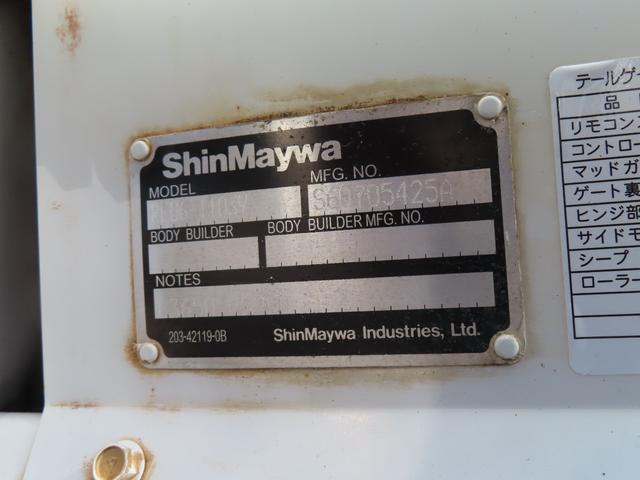 ShinMaywa
MODEL
MFG. NO.
BODY BUILDER
BODY BUILDER MFG. NO.
NOTES
203-42119-0B
ShinMaywa Industries, Ltd.
テールゲー
品
リモコンス
コントロー
マッドガ
ゲート裏
ヒンジ部
サイドモ
シープ
ローラー